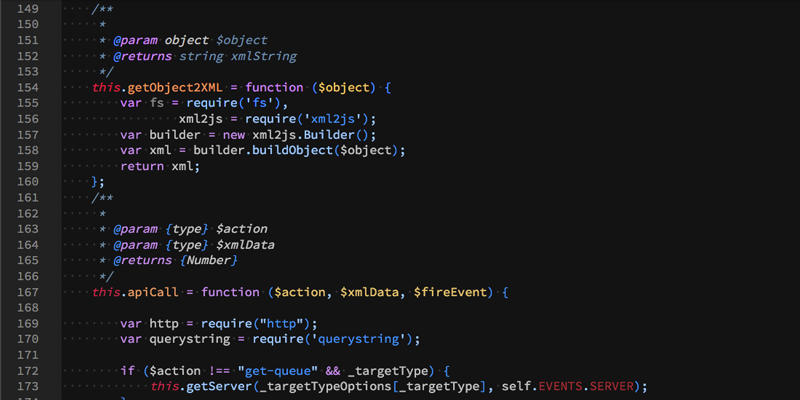 149 /**
150 *
151 * @param object $object
152 * @returns string xmlString
153 */
154 this.getObject2XML = function ($object) {
155 var fs = require('fs'),
156 xml2js = require('xml2js');
157 var builder = new xml2js.Builder();
158 var xml = builder.buildObject($object);
159 return xml;
160 };
161 /**
162 *
163 * @param {type} $action
164 * @param {type} $xmlData
165 * @returns {Number}
166 */
167 this.apiCall = function ($action, $xmlData, $fireEvent) {
168
169 var http = require("http");
170 var querystring = require('querystring');
171
172 if ($action !== "get-queue" && _targetType) {
173 this.getServer(_targetTypeOptions[_targetType], self.EVENTS.SERVER);
174 }